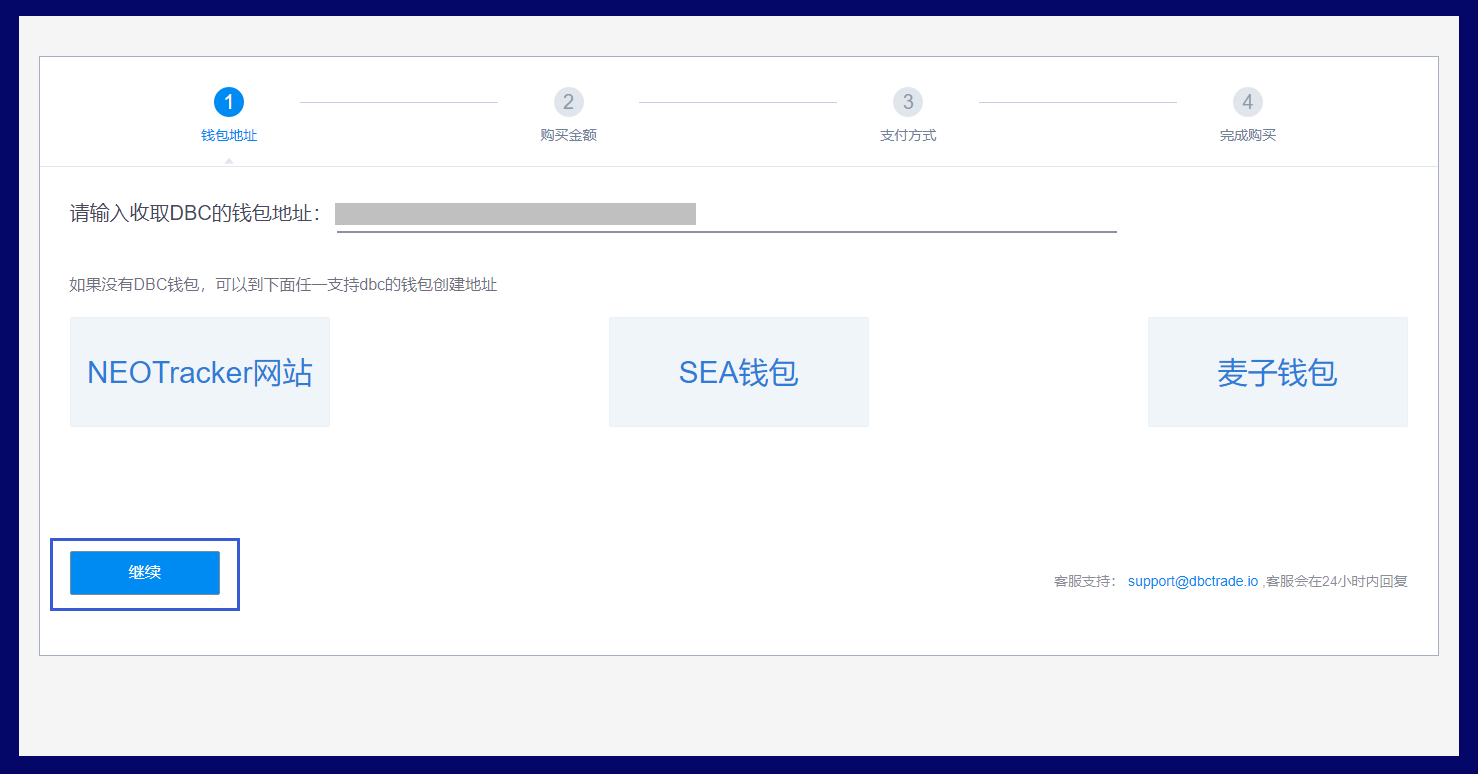 1
2
3
4
钱包地址
购买金额
支付方式
完成购买
请输入收取DBC的钱包地址：
如果没有DBC钱包，可以到下面任一支持dbc的钱包创建地址
NEOTracker网站
SEA钱包
麦子钱包
继续
客服支持： support@dbctrade.io ,客服会在24小时内回复